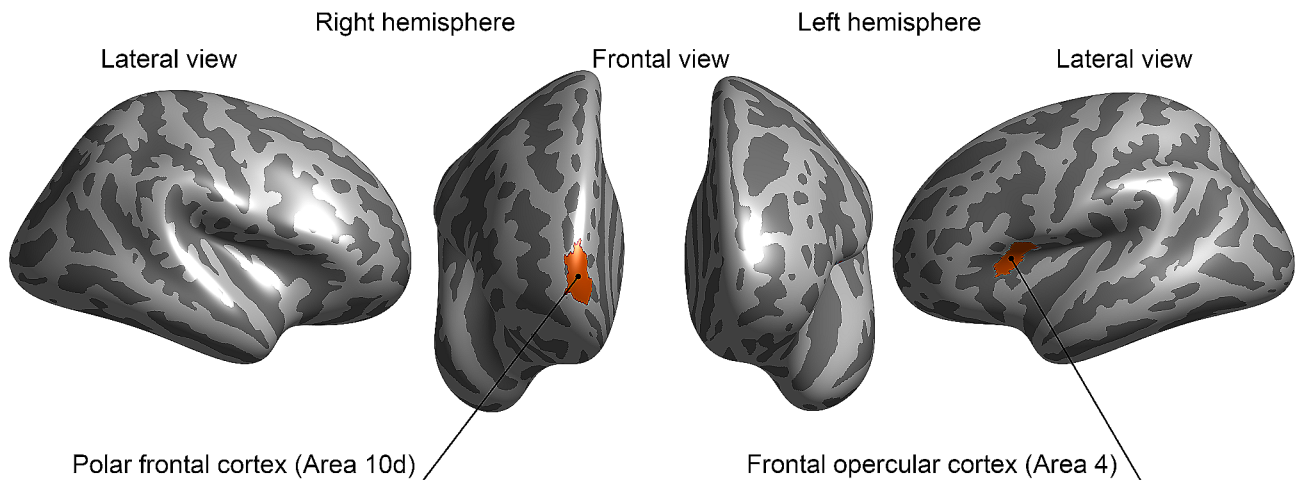 Right hemisphere
Left hemisphere
Lateral view
Frontal view
Lateral view
Polar frontal cortex (Area 10d)
Frontal opercular cortex (Area 4)